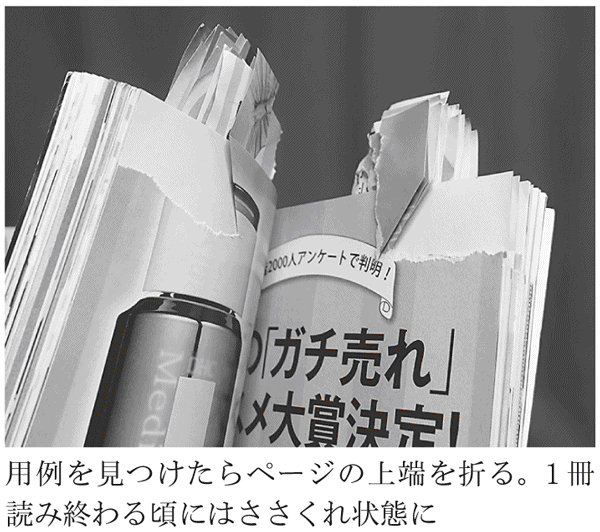 2000人アンケートで判明！
の「ガチ売れ」
メ大賞決定！
Medi
用例を見つけたらページの上端を折る。1冊
読み終わる頃にはささくれ状態に